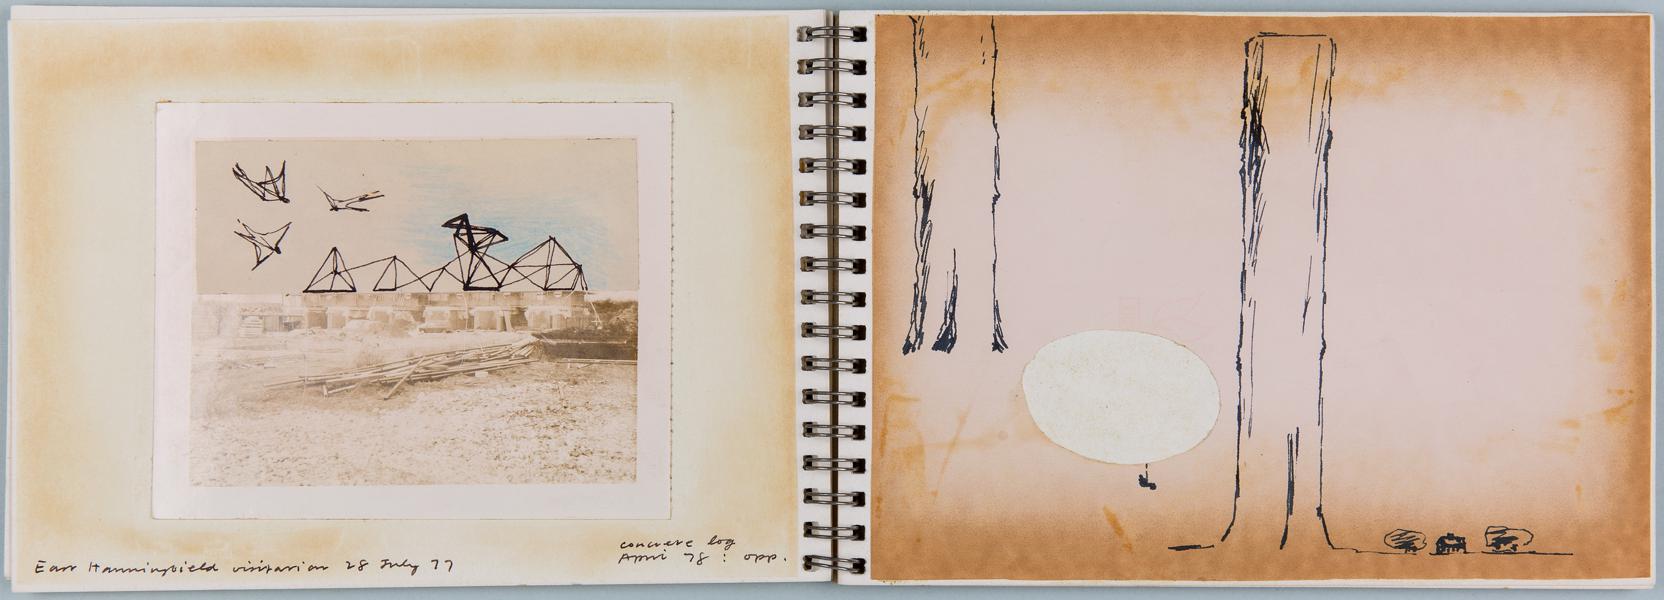 East Hanningfield visitation 28 July 77
concrete log
April 78 : opp.